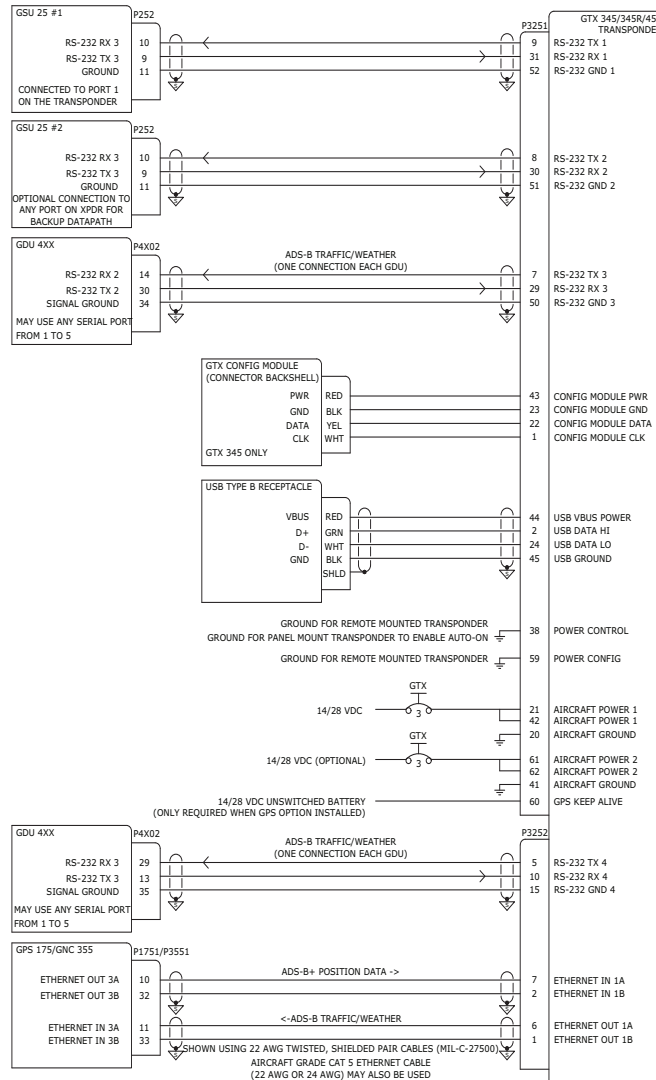 GSU 25 #1
P252
RS-232 RX 3 10
RS-232 TX 3 9
GROUND 11
CONNECTED TO PORT 1
ON THE TRANSPONDER
P3251
GTX 345/345R/45
TRANSPONDE
9 RS-232 TX 1
31 RS-232 RX 1
52 RS-232 GND 1
GSU 25 #2
P252
RS-232 RX 3 10
RS-232 TX 3 9
GROUND 11
OPTIONAL CONNECTION TO
ANY PORT ON XPDR FOR
BACKUP DATAPATH
8 RS-232 TX 2
30 RS-232 RX 2
51 RS-232 GND 2
GDU 4XX
P4X02
RS-232 RX 2 14
RS-232 TX 2 30
SIGNAL GROUND 34
MAY USE ANY SERIAL PORT
FROM 1 TO 5
ADS-B TRAFFIC/WEATHER
(ONE CONNECTION EACH GDU)
7 RS-232 TX 3
29 RS-232 RX 3
50 RS-232 GND 3
GTX CONFIG MODULE
(CONNECTOR BACKSHELL)
PWR RED
GND BLK
DATA YEL
CLK WHT
GTX 345 ONLY
43 CONFIG MODULE PWR
23 CONFIG MODULE GND
22 CONFIG MODULE DATA
1 CONFIG MODULE CLK
USB TYPE B RECEPTACLE
VBUS RED
D+ GRN
D- WHT
GND BLK
SHLD
44 USB VBUS POWER
2 USB DATA HI
24 USB DATA LO
45 USB GROUND
GROUND FOR REMOTE MOUNTED TRANSPONDER
GROUND FOR PANEL MOUNT TRANSPONDER TO ENABLE AUTO-ON
38 POWER CONTROL
GROUND FOR REMOTE MOUNTED TRANSPONDER
59 POWER CONFIG
GTX
14/28 VDC
3
21 AIRCRAFT POWER 1
42 AIRCRAFT POWER 1
20 AIRCRAFT GROUND
GTX
14/28 VDC (OPTIONAL)
3
61 AIRCRAFT POWER 2
62 AIRCRAFT POWER 2
41 AIRCRAFT GROUND
14/28 VDC UNSWITCHED BATTERY
(ONLY REQUIRED WHEN GPS OPTION INSTALLED)
60 GPS KEEP ALIVE
GDU 4XX
P4X02
RS-232 RX 3 29
RS-232 TX 3 13
SIGNAL GROUND 35
MAY USE ANY SERIAL PORT
FROM 1 TO 5
ADS-B TRAFFIC/WEATHER
(ONE CONNECTION EACH GDU)
P3252
5 RS-232 TX 4
10 RS-232 RX 4
15 RS-232 GND 4
GPS 175/GNC 355
P1751/P3551
ETHERNET OUT 3A 10
ETHERNET OUT 3B 32
ETHERNET IN 3A 11
ETHERNET IN 3B 33
ADS-B+ POSITION DATA ->
<-ADS-B TRAFFIC/WEATHER
7 ETHERNET IN 1A
2 ETHERNET IN 1B
6 ETHERNET OUT 1A
1 ETHERNET OUT 1B
SHOWN USING 22 AWG TWISTED, SHIELDED PAIR CABLES (MIL-C-27500)
AIRCRAFT GRADE CAT 5 ETHERNET CABLE
(22 AWG OR 24 AWG) MAY ALSO BE USED